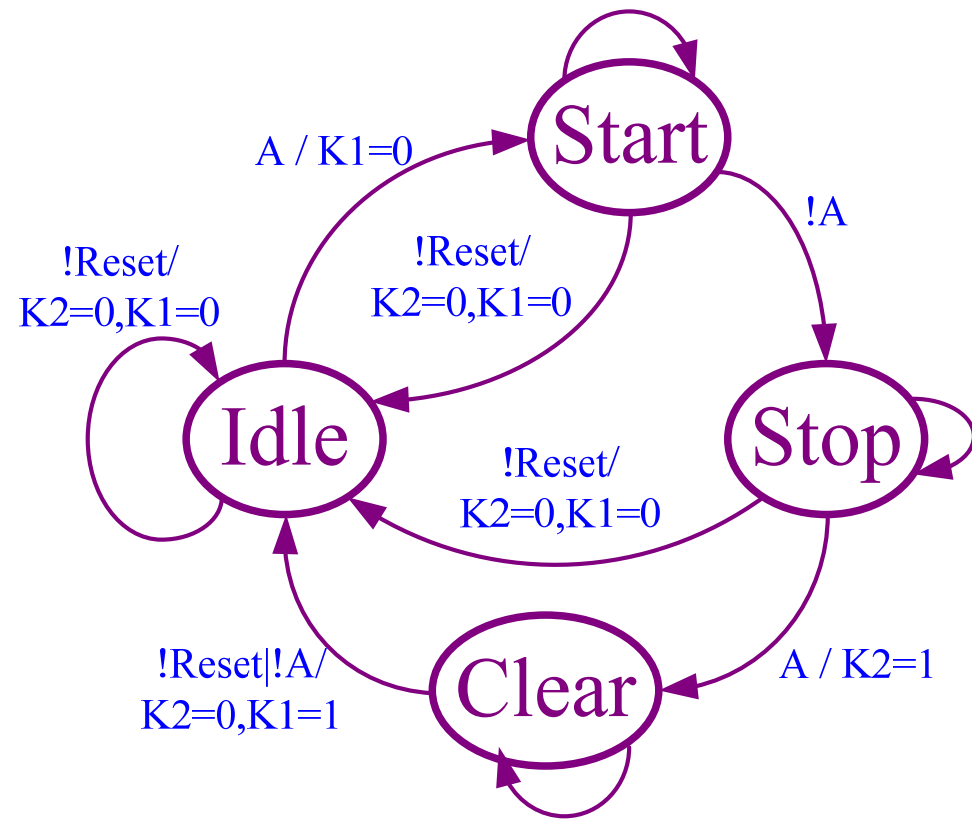 Start
A / K1=0
!A
!Reset/
K2=0,K1=0
!Reset/
K2=0,K1=0
Idle
Stop
!Reset/
K2=0,K1=0
!Reset|!A/
K2=0,K1=1
Clear
A / K2=1